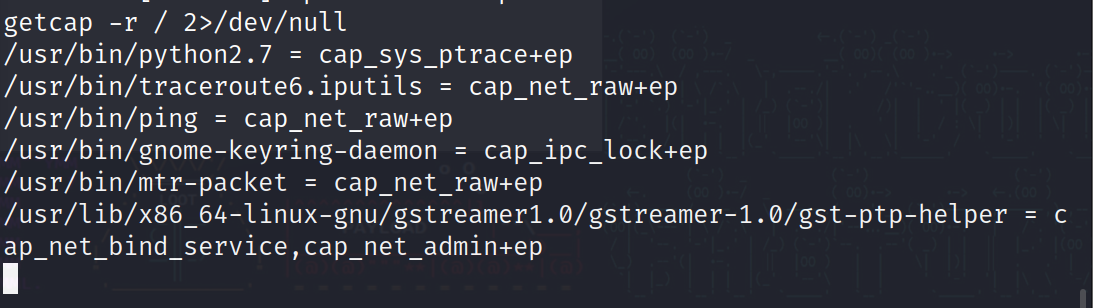 getcap -r / 2>/dev/null
/usr/bin/python2.7 = cap_sys_ptrace+ep
/usr/bin/traceroute6.iputils = cap_net_raw+ep
/usr/bin/ping = cap_net_raw+ep
/usr/bin/gnome-keyring-daemon = cap_ipc_lock+ep
/usr/bin/mtr-packet = cap_net_raw+ep
/usr/lib/x86_64-linux-gnu/gstreamer1.0/gstreamer-1.0/gst-ptp-helper = c
ap_net_bind_service,cap_net_admin+ep